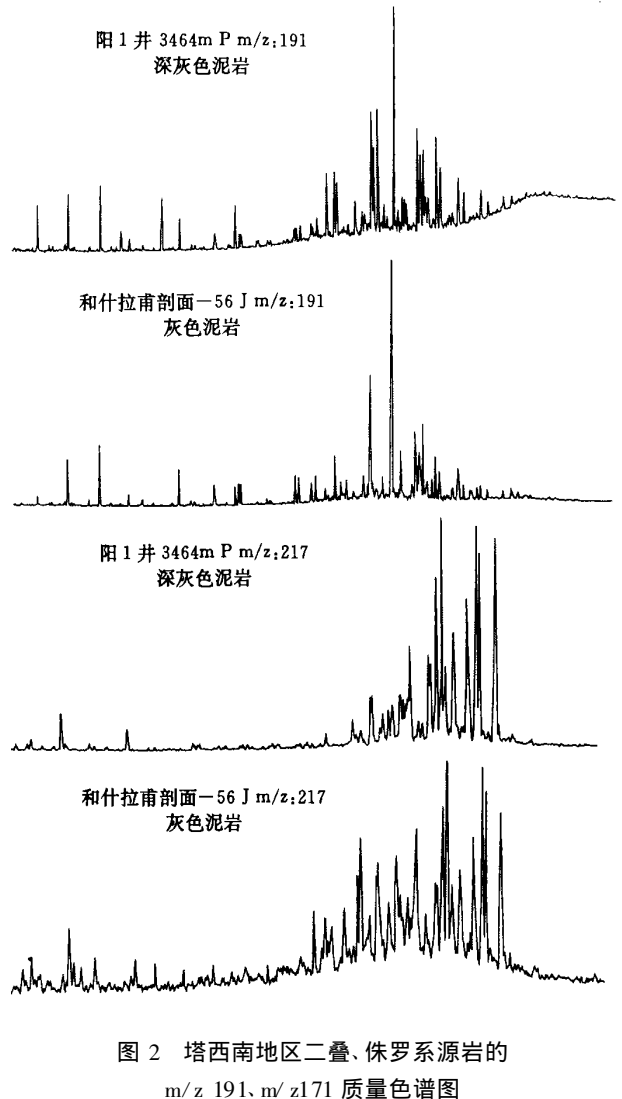 阳1井 3464m P m/z:191
深灰色泥岩
和什拉甫剖面－56 J m/z:191
灰色泥岩
阳1井 3464m P m/z:217
深灰色泥岩
和什拉甫剖面－56 J m/z:217
灰色泥岩
图 2 塔西南地区二叠、侏罗系源岩的
m/z 191、m/z171 质量色谱图